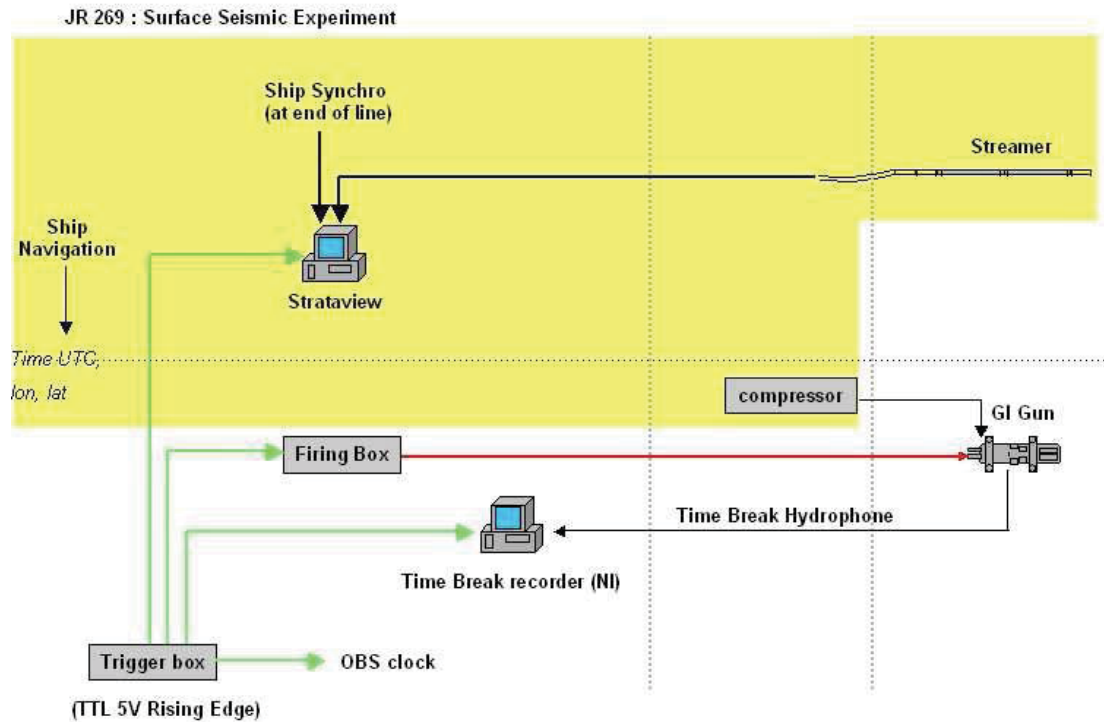 JR 269 : Surface Seismic Experiment
Ship Synchro
(at end of line)
Streamer
Ship
Navigation
Strataview
Time UTC,
lon, lat
compressor
GI Gun
Firing Box
Time Break Hydrophone
Time Break recorder (NI)
Trigger box
OBS clock
(TTL 5V Rising Edge)